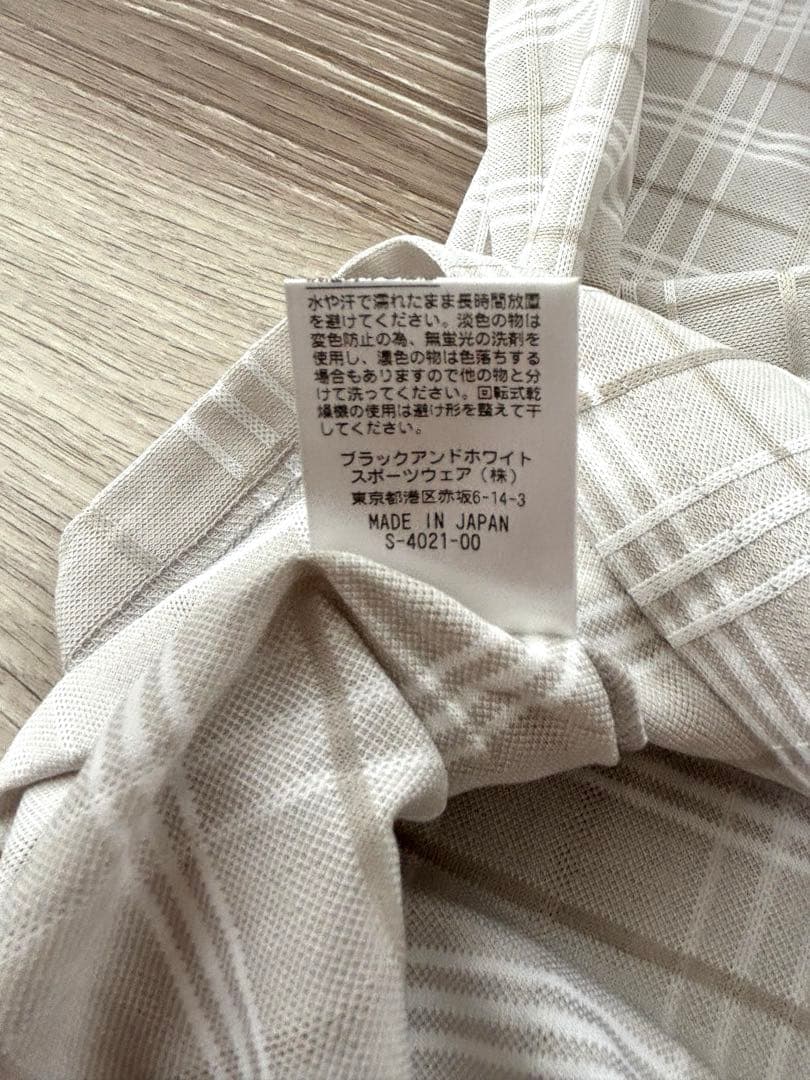 水や汗で濡れたまま長時間放置
を避けてください。淡色の物は
変色防止の為、無蛍光の洗剤を
使用し、濃色の物は色落ちする
場合もありますので他の物と分
けて洗ってください。回転式乾
燥機の使用は避け形を整えて干
してください。
ブラックアンドホワイト
スポーツウェア(株)
東京都港区赤坂6-14-3
MADE IN JAPAN
S-4021-00